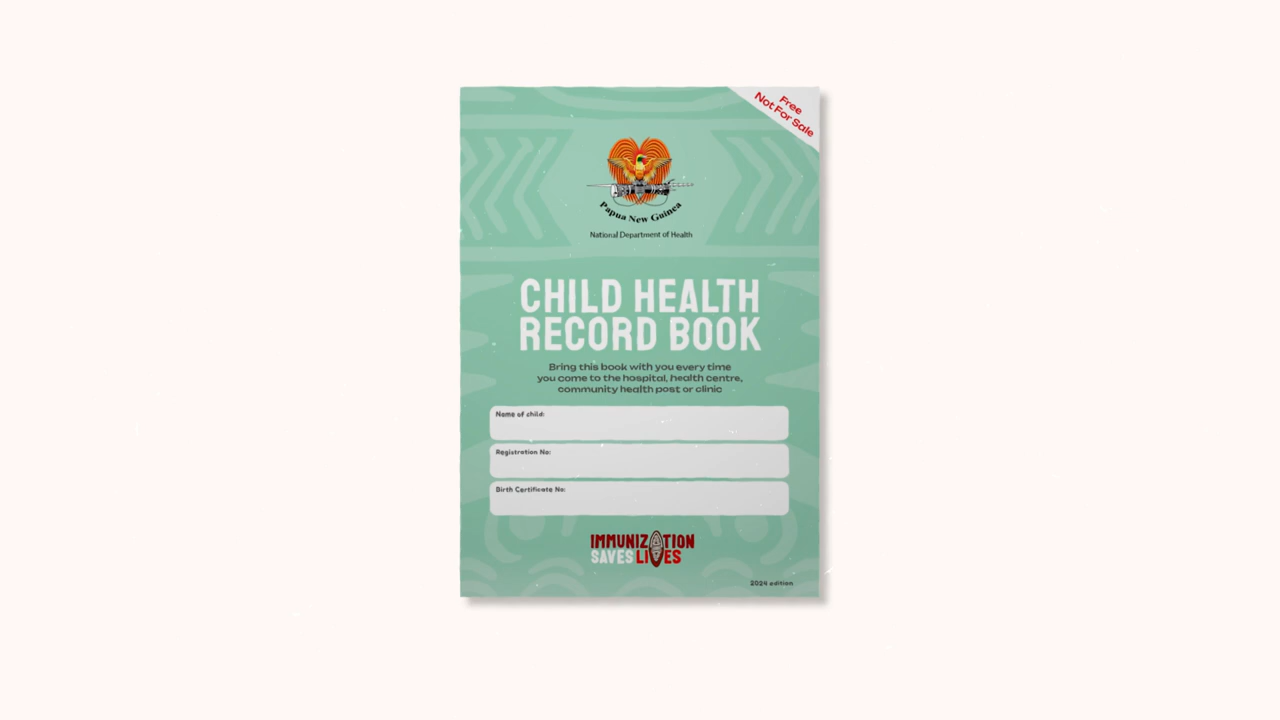 Free
Not For Sale
Papua New Guinea
National Department of Health
CHILD HEALTH
RECORD BOOK
Bring this book with you every time
you come to the hospital, health centre,
community health post or clinic
Name of child:
Registration No:
Birth Certificate No:
IMMUNIZATION
SAVES LIVES
2024 edition